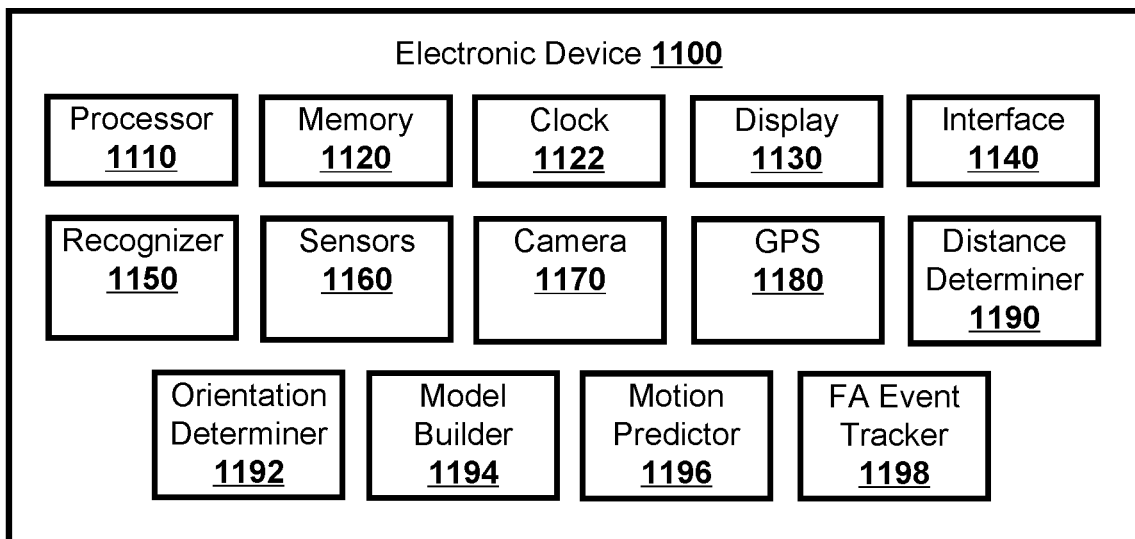 Electronic Device 1100
Processor
1110
Memory
1120
Clock
1122
Display
1130
Interface
1140
Recognizer
1150
Sensors
1160
Camera
1170
GPS
1180
Distance
Determiner
1190
Orientation
Determiner
1192
Model
Builder
1194
Motion
Predictor
1196
FA Event
Tracker
1198